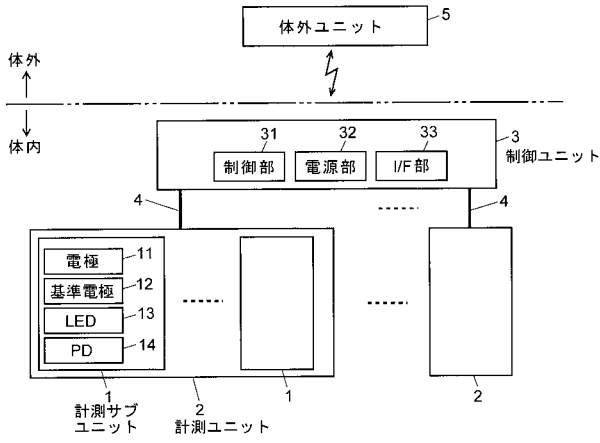 体外ユニット
5
体外
体内
31
32
33
3
制御部
電源部
I/F部
制御ユニット
4
4
電極
11
基準電極
12
LED
13
PD
14
1
計測サブ
ユニット
2
計測ユニット
1
2